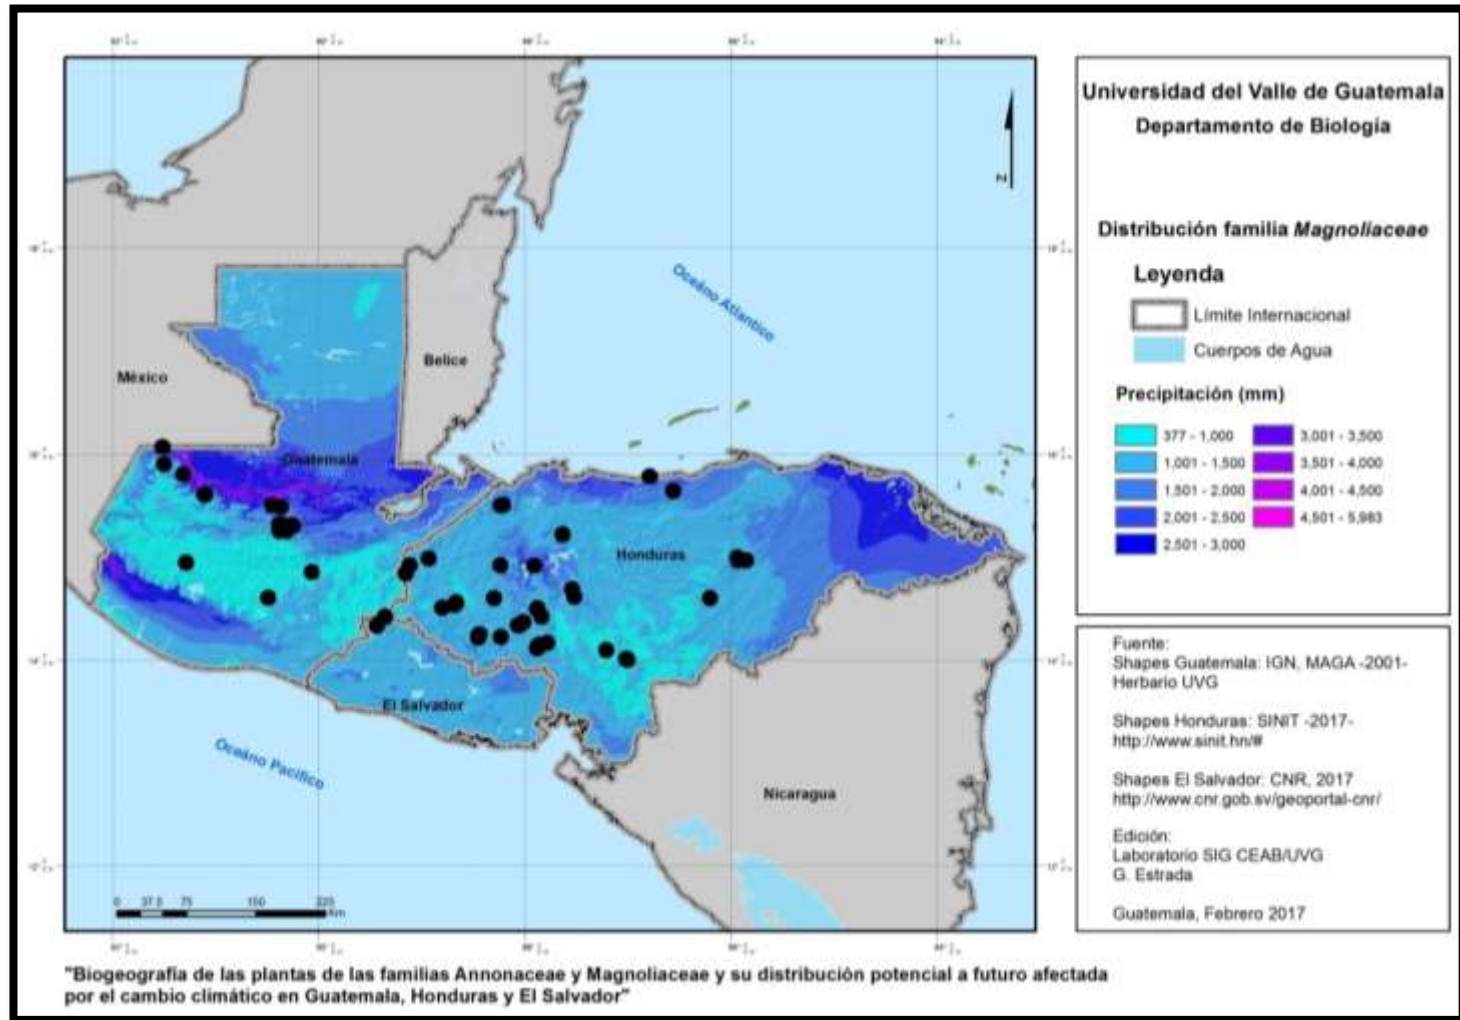 Universidad del Valle de Guatemala
Departamento de Biología
Distribución familia Magnoliaceae
Leyenda
Límite Internacional
Cuerpos de Agua
Precipitación (mm)
377 - 1,000
1,001 - 1,500
1,501 - 2,000
2,001 - 2,500
2,501 - 3,000
3,001 - 3,500
3,501 - 4,000
4,001 - 4,500
4,501 - 5,983
Fuente:
Shapes Guatemala: IGN, MAGA -2001-
Herbario UVG
Shapes Honduras: SINIT -2017-
http://www.sinit.hn/#
Shapes El Salvador: CNR, 2017
http://www.cnr.gob.sv/geoportal-cnr/
Edición:
Laboratorio SIG CEAB/UVG
G. Estrada
Guatemala, Febrero 2017
N
Océano Atlantico
Belice
México
Guatemala
Honduras
El Salvador
Océano Pacífico
Nicaragua
0 37.5 75 150 225
Km
"Biogeografía de las plantas de las familias Annonaceae y Magnoliaceae y su distribución potencial a futuro afectada
por el cambio climático en Guatemala, Honduras y El Salvador"